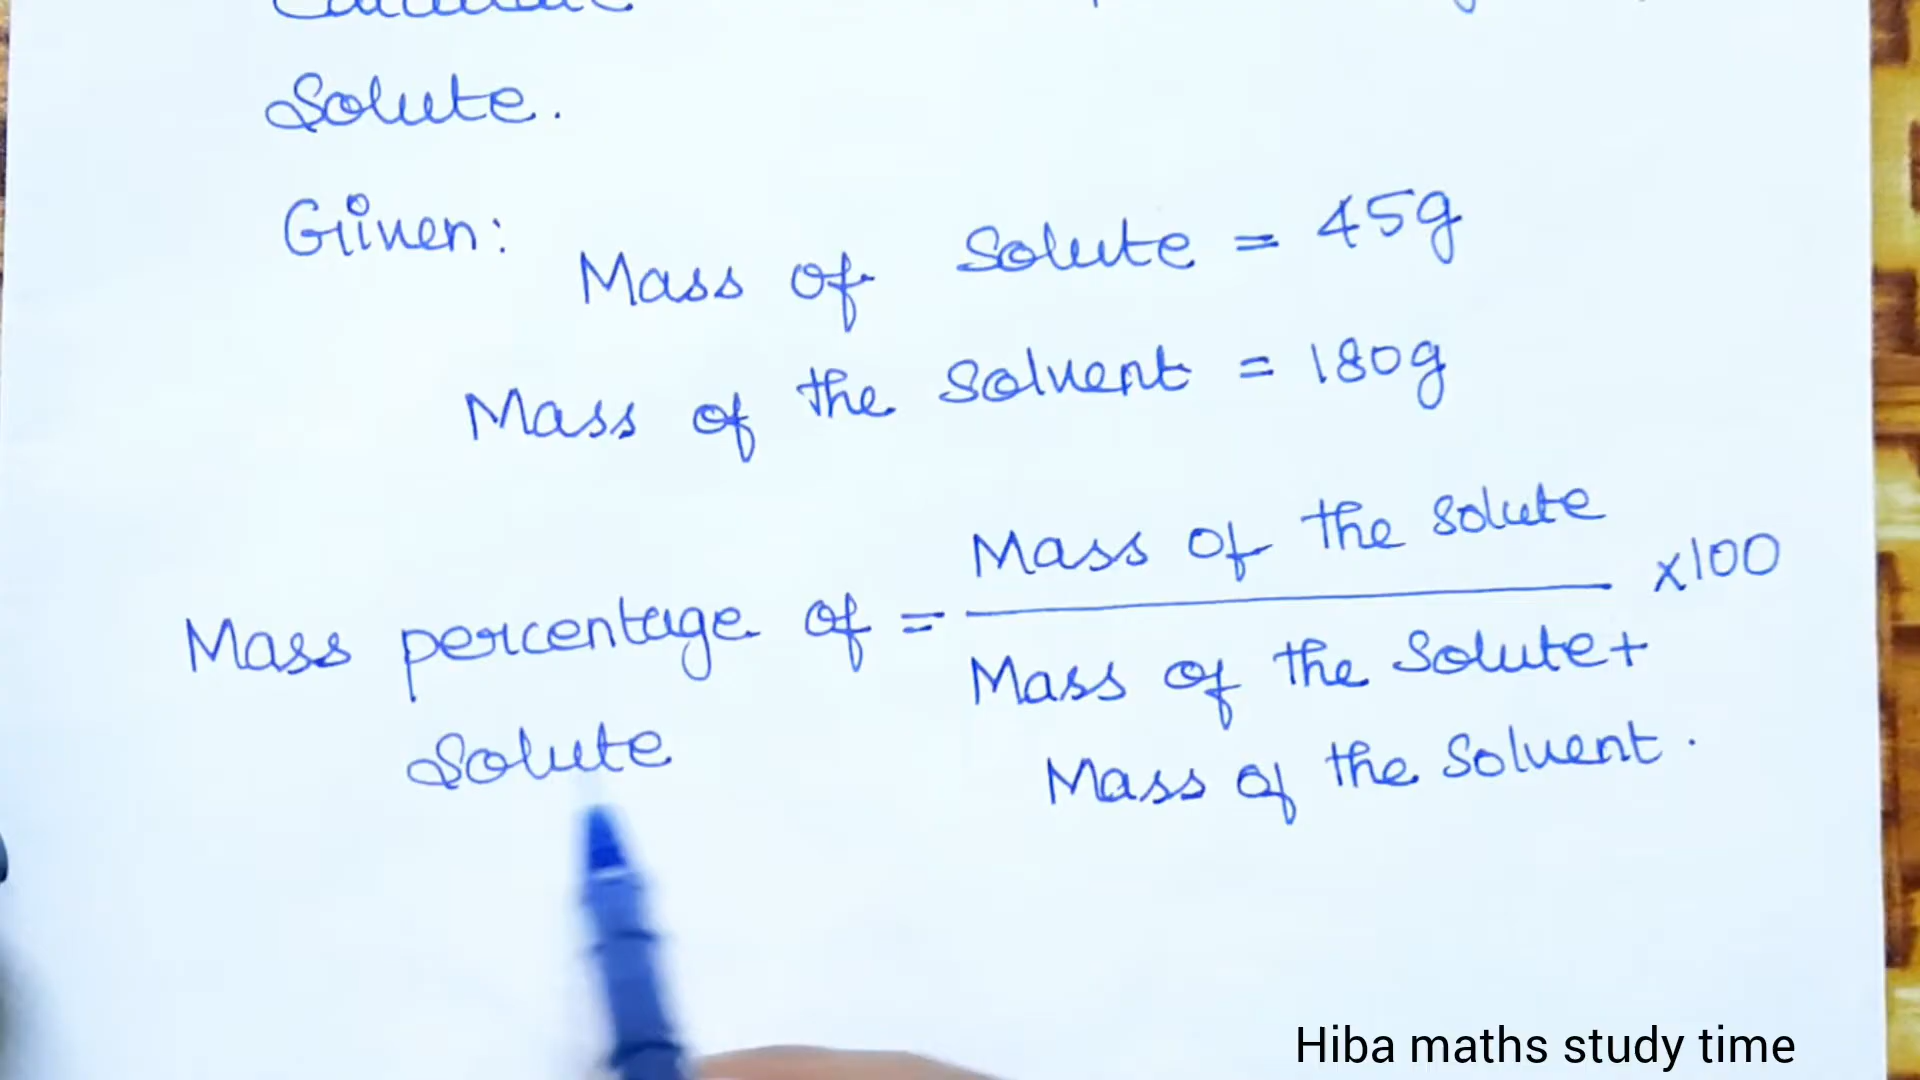 Solute.
Given:
Mass of Solute = 45g
Mass of the Solvent = 180g
Mass percentage of = Mass of the solute ×100
Solute
Mass of the Solute+
Mass of the Solvent.
Hiba maths study time